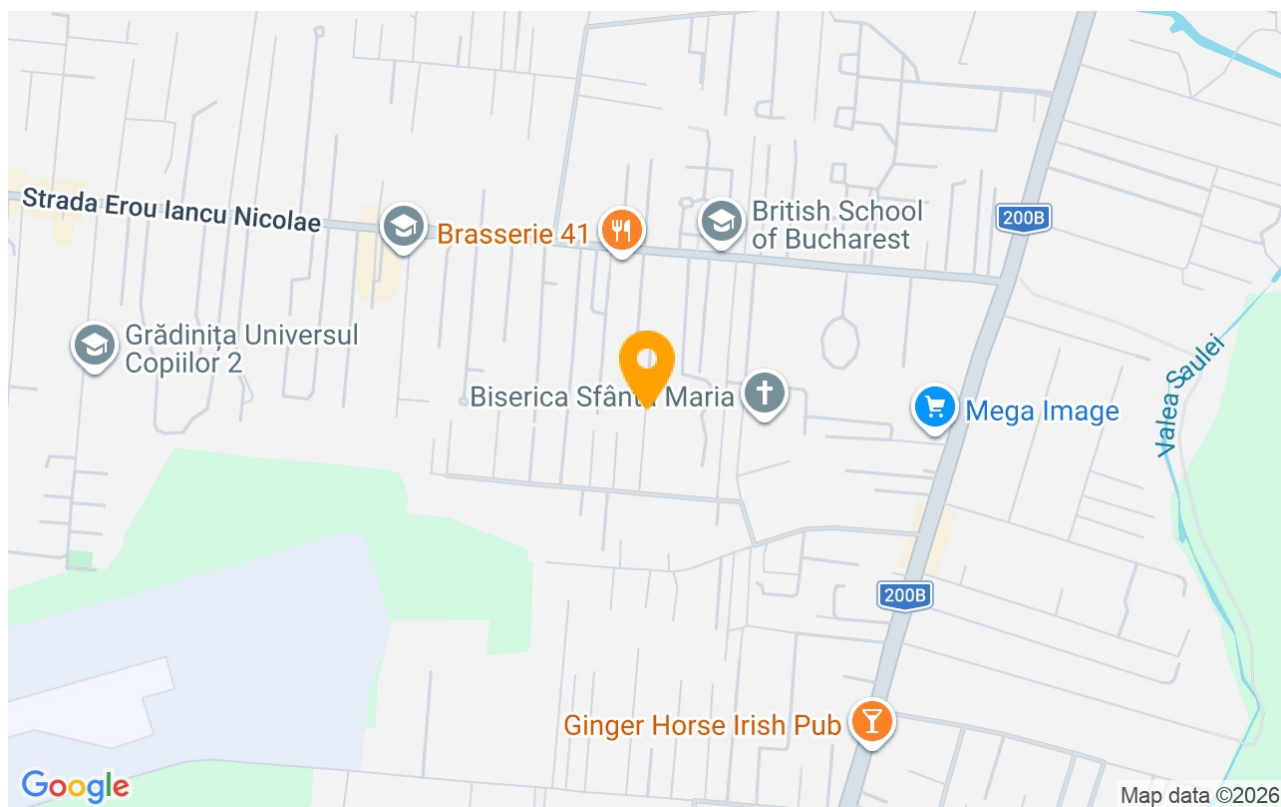 Strada Erou Iancu Nicolae
Brasserie 41
British School
of Bucharest
200B
Grădinița Universul
Copiilor 2
Valea Saulei
Biserica Sfânta Maria
Mega Image
200B
Ginger Horse Irish Pub
Google
Map data ©2026